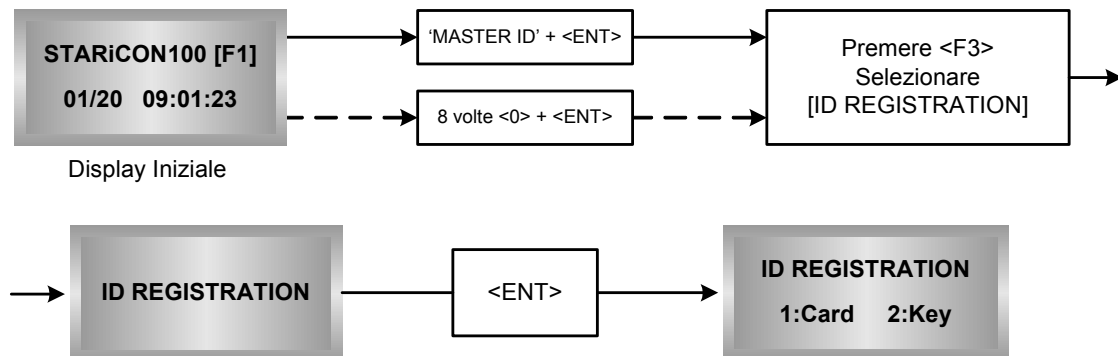 STARiCON100 [F1]
01/20 09:01:23
Display Iniziale
‘MASTER ID’ + <ENT>
8 volte <0> + <ENT>
Premere <F3>
Selezionare
[ID REGISTRATION]
ID REGISTRATION
<ENT>
ID REGISTRATION
1:Card 2:Key